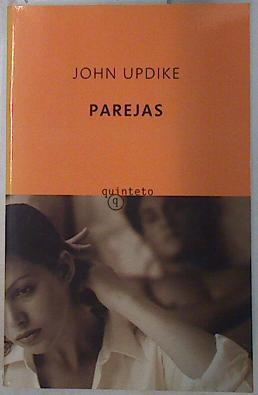 JOHN UPDIKE
PAREJAS
quinteto
q